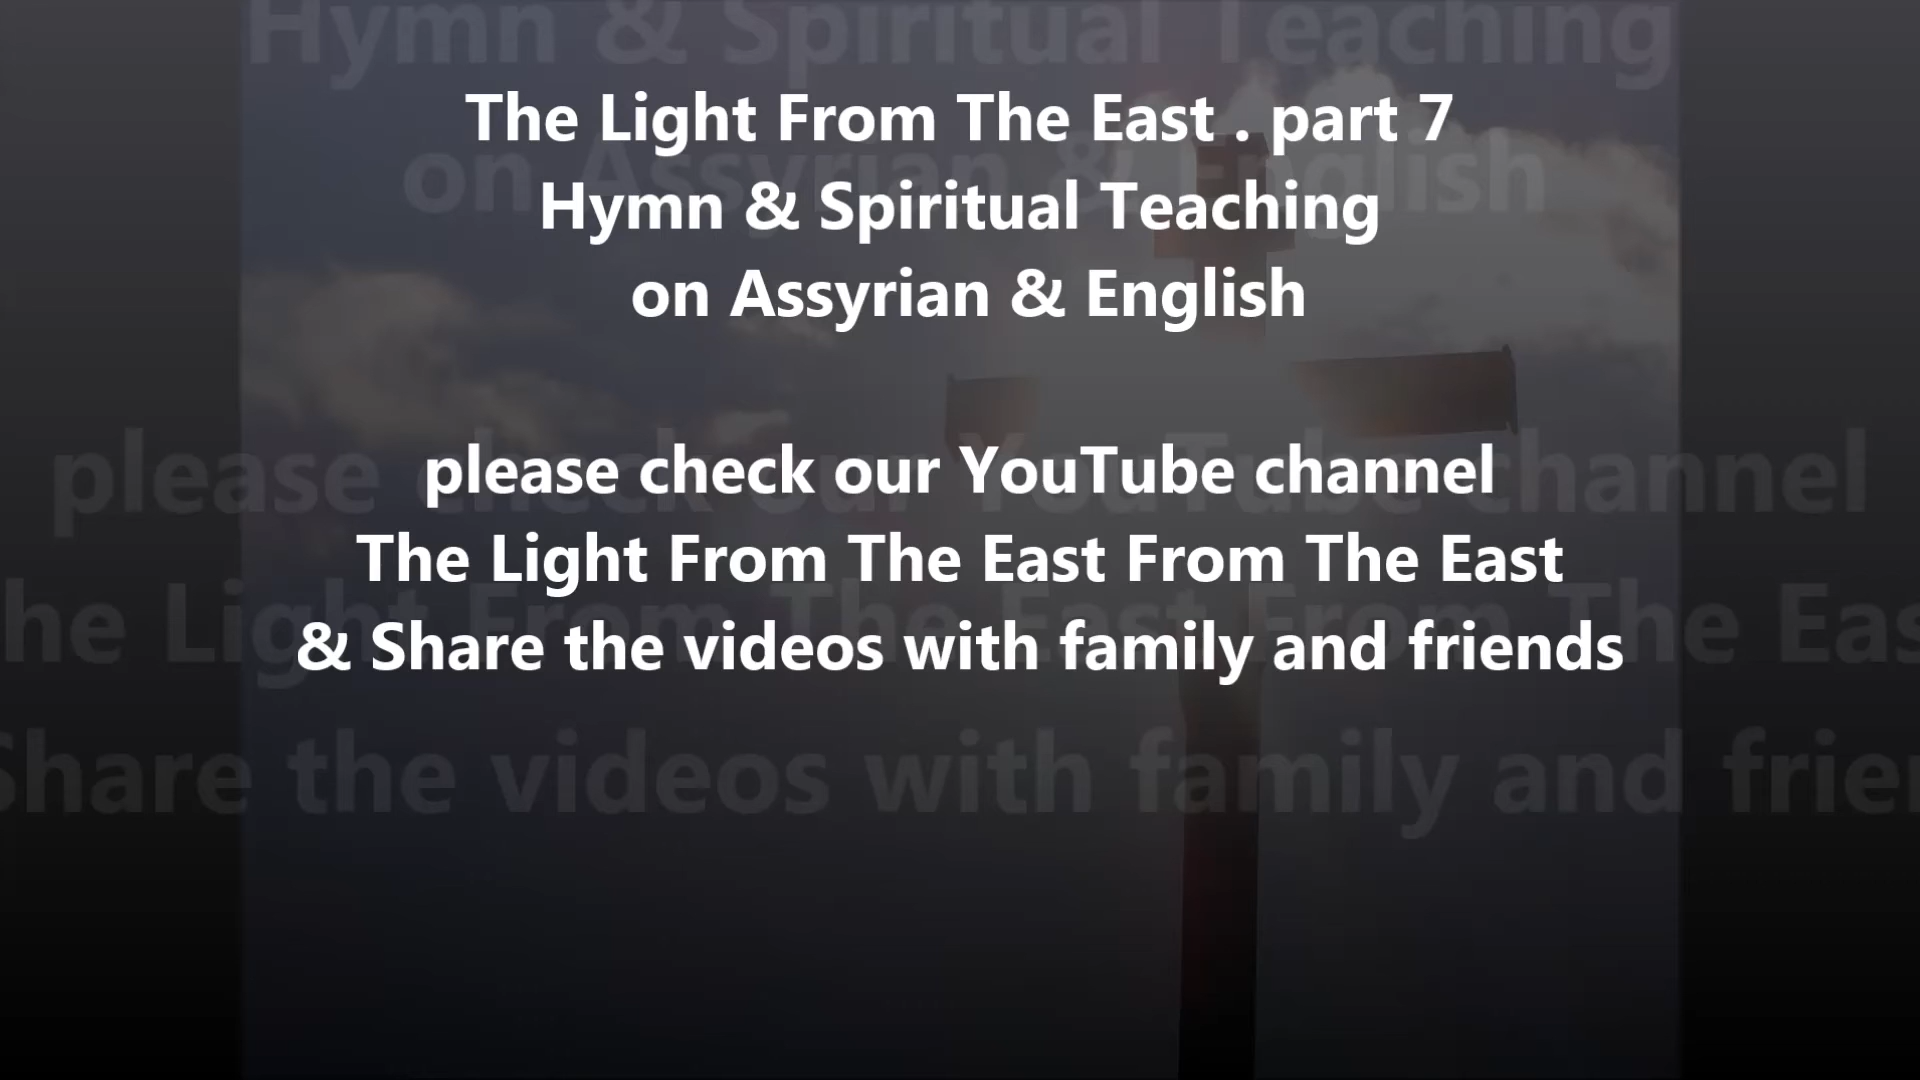 The Light From The East . part 7
Hymn & Spiritual Teaching
on Assyrian & English
please check our YouTube channel
The Light From The East From The East
& Share the videos with family and friends